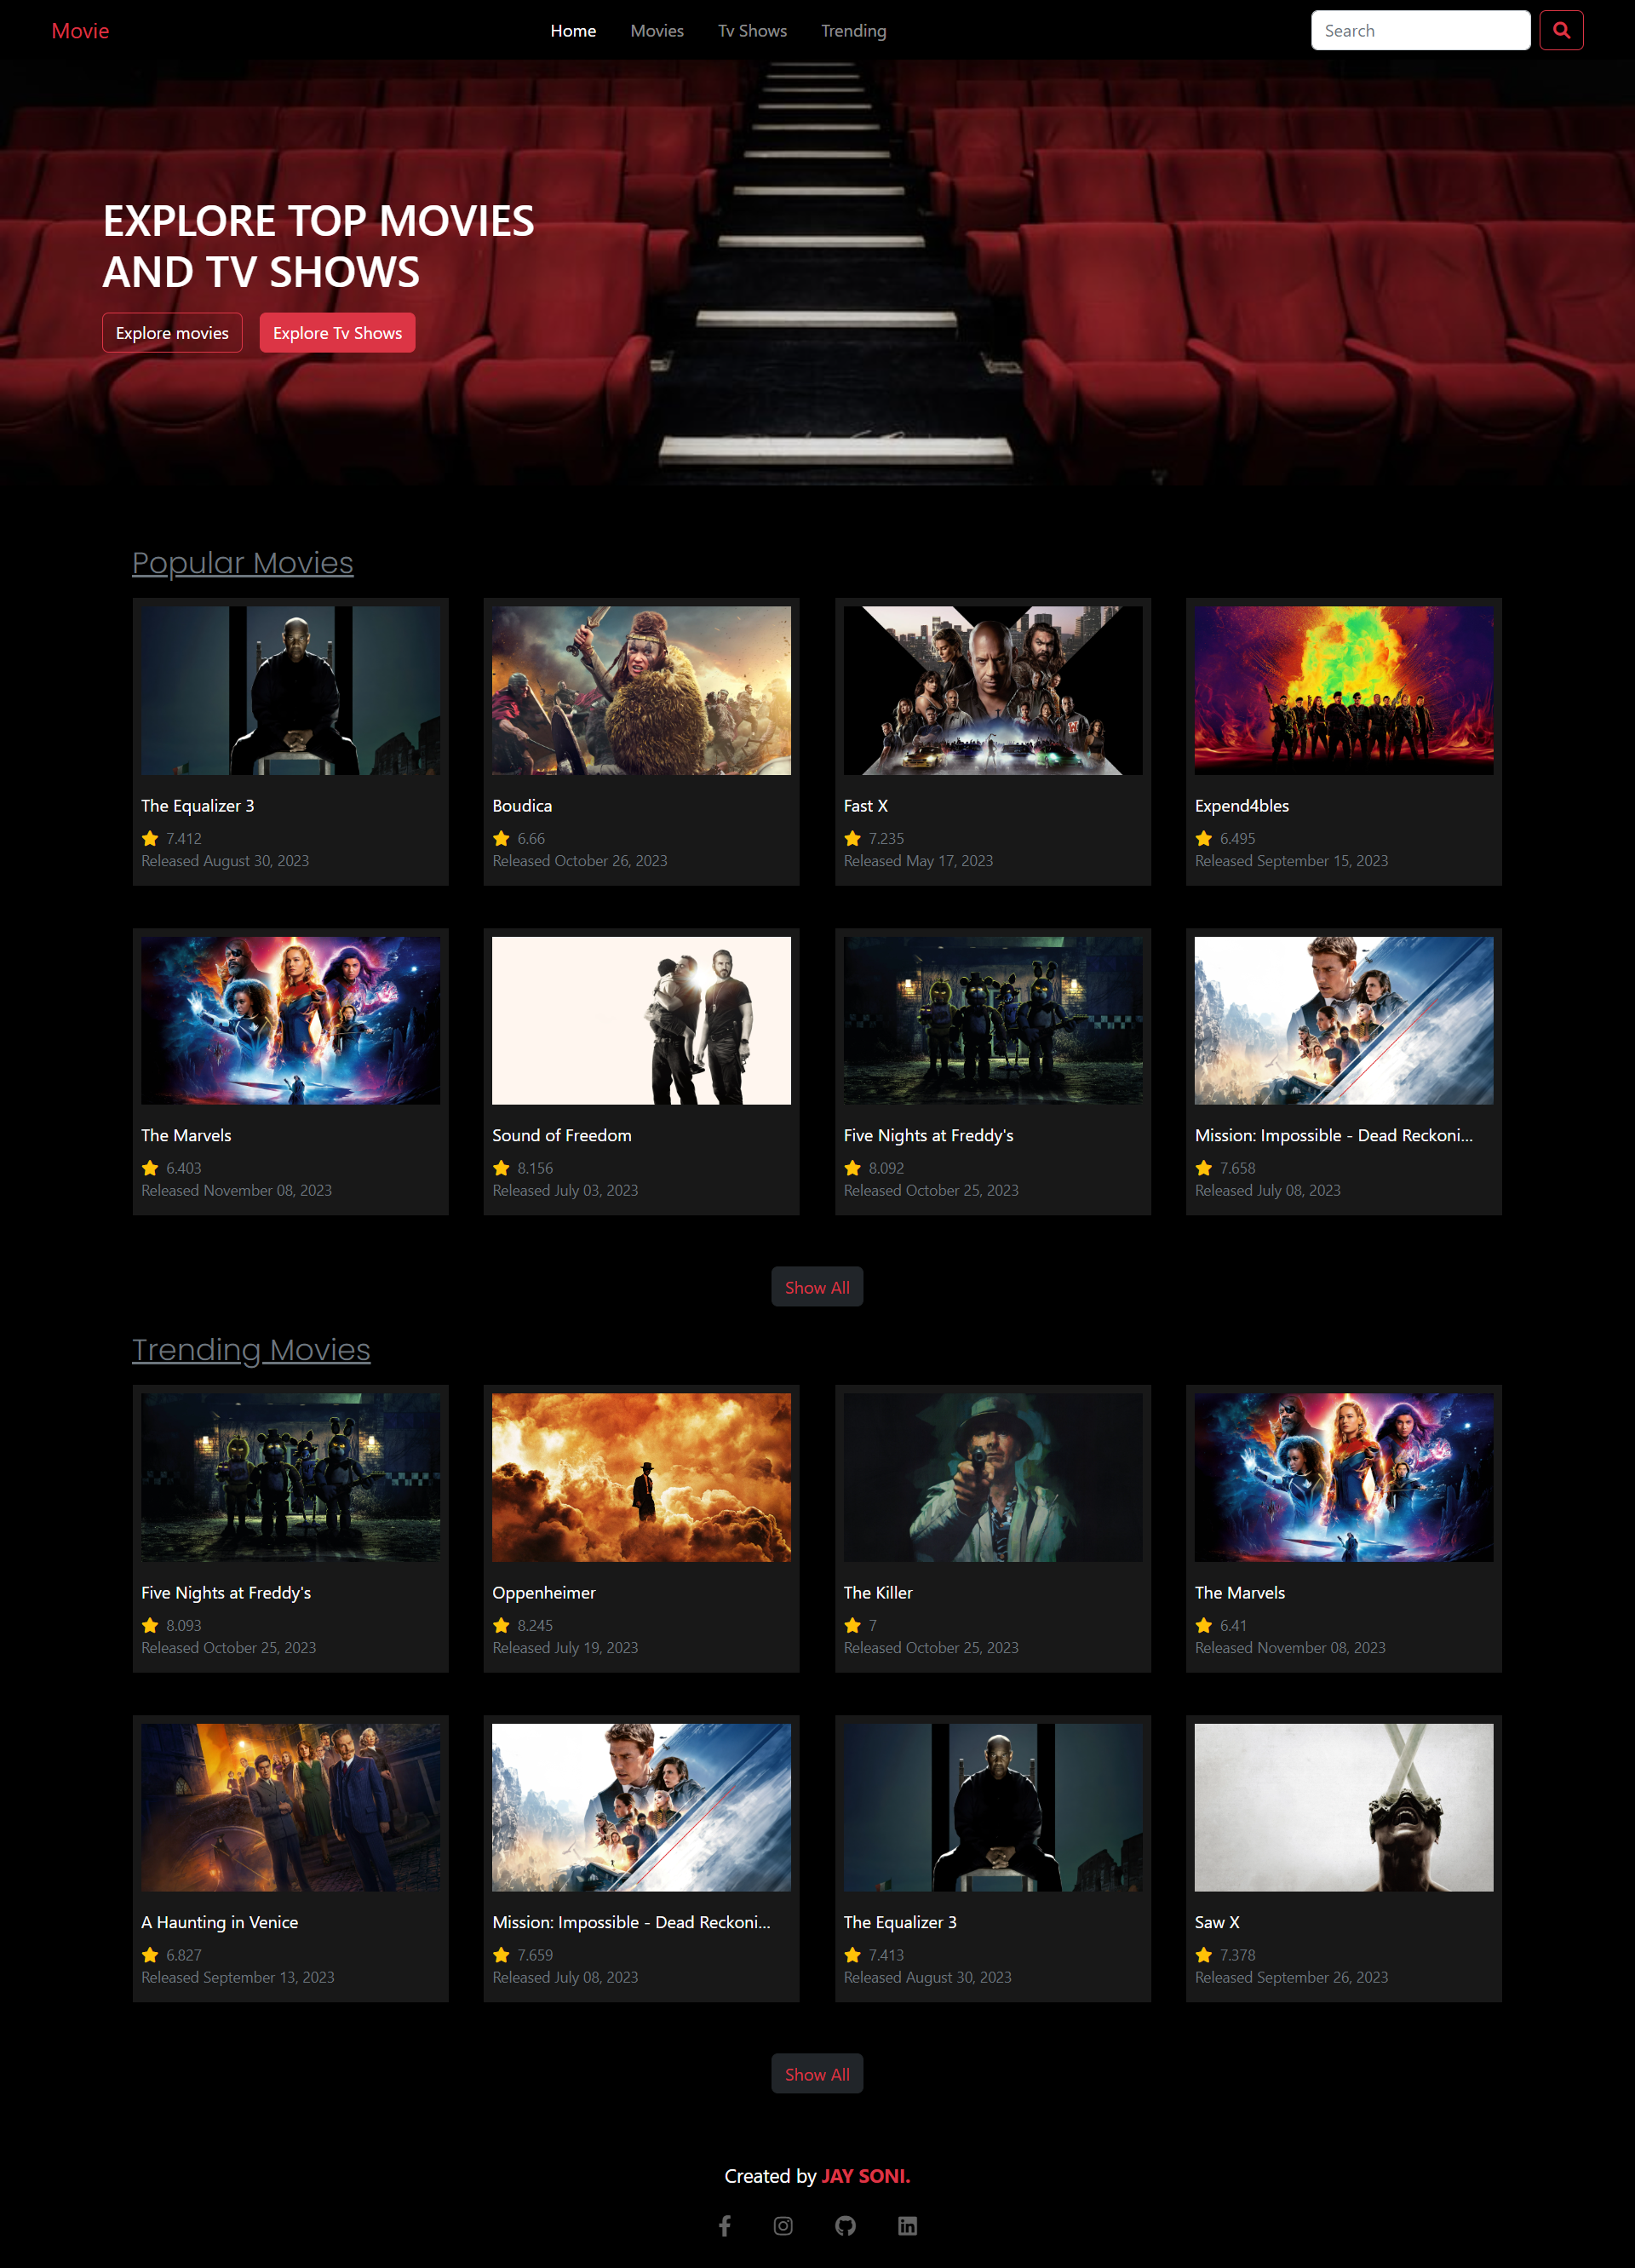 Movie
Home Movies Tv Shows Trending
Search
EXPLORE TOP MOVIES
AND TV SHOWS
Explore movies Explore Tv Shows
Popular Movies
The Equalizer 3
7.412
Released August 30, 2023
Boudica
6.66
Released October 26, 2023
Fast X
7.235
Released May 17, 2023
Expend4bles
6.495
Released September 15, 2023
The Marvels
6.403
Released November 08, 2023
Sound of Freedom
8.156
Released July 03, 2023
Five Nights at Freddy's
8.092
Released October 25, 2023
Mission: Impossible - Dead Reckoni...
7.658
Released July 08, 2023
Show All
Trending Movies
Five Nights at Freddy's
8.093
Released October 25, 2023
Oppenheimer
8.245
Released July 19, 2023
The Killer
7
Released October 25, 2023
The Marvels
6.41
Released November 08, 2023
A Haunting in Venice
6.827
Released September 13, 2023
Mission: Impossible - Dead Reckoni...
7.659
Released July 08, 2023
The Equalizer 3
7.413
Released August 30, 2023
Saw X
7.378
Released September 26, 2023
Show All
Created by JAY SONI.